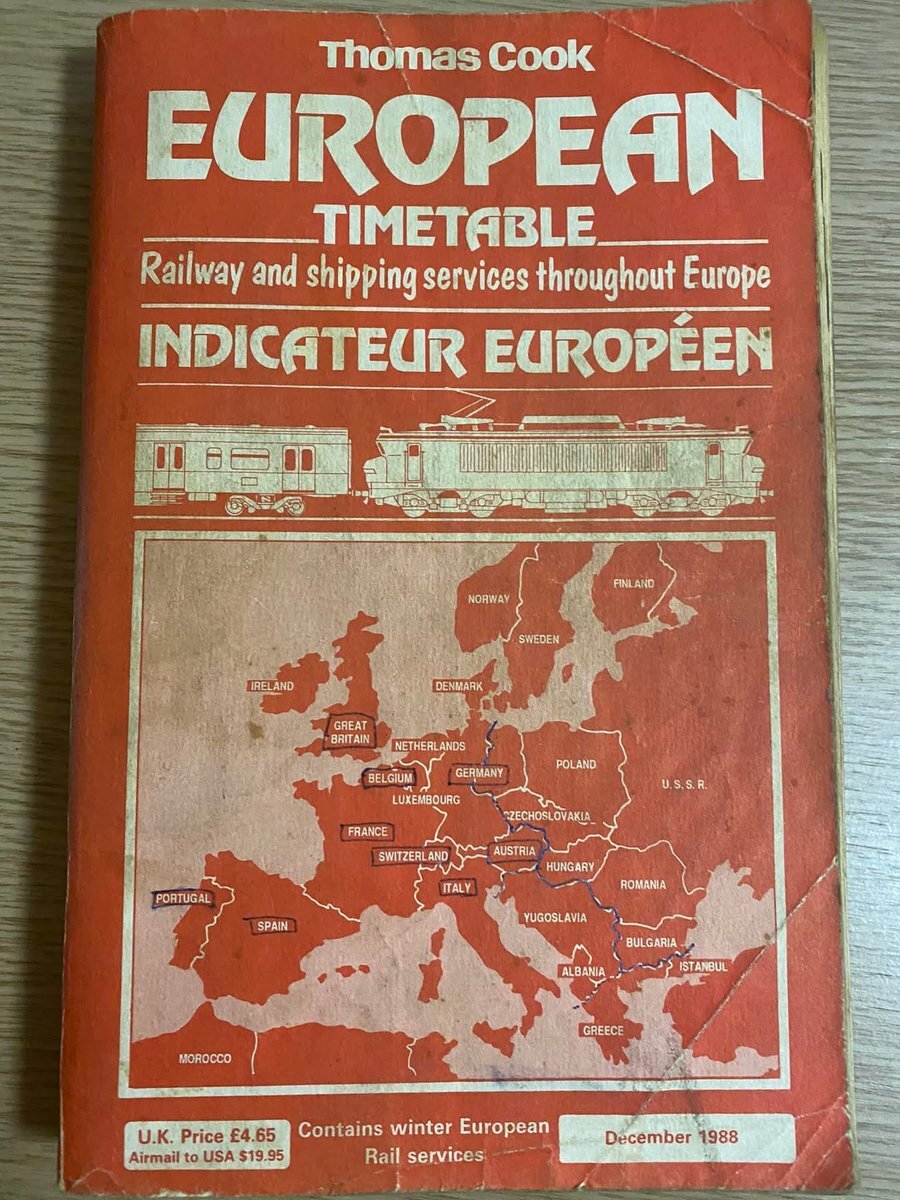 Thomas Cook
EUROPEAN
TIMETABLE
Railway and shipping services throughout Europe
INDICATEUR EUROPÉEN
NORWAY
FINLAND
SWEDEN
IRELAND
DENMARK
GREAT
BRITAIN
NETHERLANDS
BELGIUM
GERMANY
POLAND
U.S.S.R.
LUXEMBOURG
CZECHOSLOVAKIA
FRANCE
SWITZERLAND
AUSTRIA
HUNGARY
ITALY
ROMANIA
PORTUGAL
SPAIN
YUGOSLAVIA
BULGARIA
ALBANIA
ISTANBUL
GREECE
MOROCCO
U.K. Price £4.65
Airmail to USA $19.95
Contains winter European
Rail services
December 1988